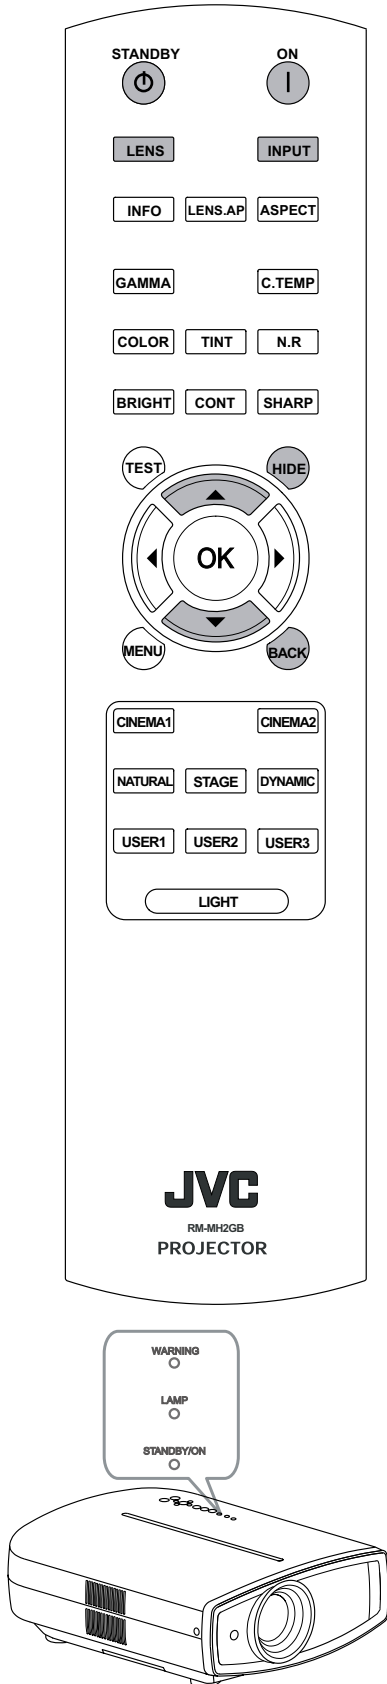 STANDBY ON
LENS INPUT
INFO LENS.AP ASPECT
GAMMA C.TEMP
COLOR TINT N.R
BRIGHT CONT SHARP
TEST HIDE
OK
MENU BACK
CINEMA1 CINEMA2
NATURAL STAGE DYNAMIC
USER1 USER2 USER3
LIGHT
JVC
RM-MH2GB
PROJECTOR
WARNING
LAMP
STANDBY/ON